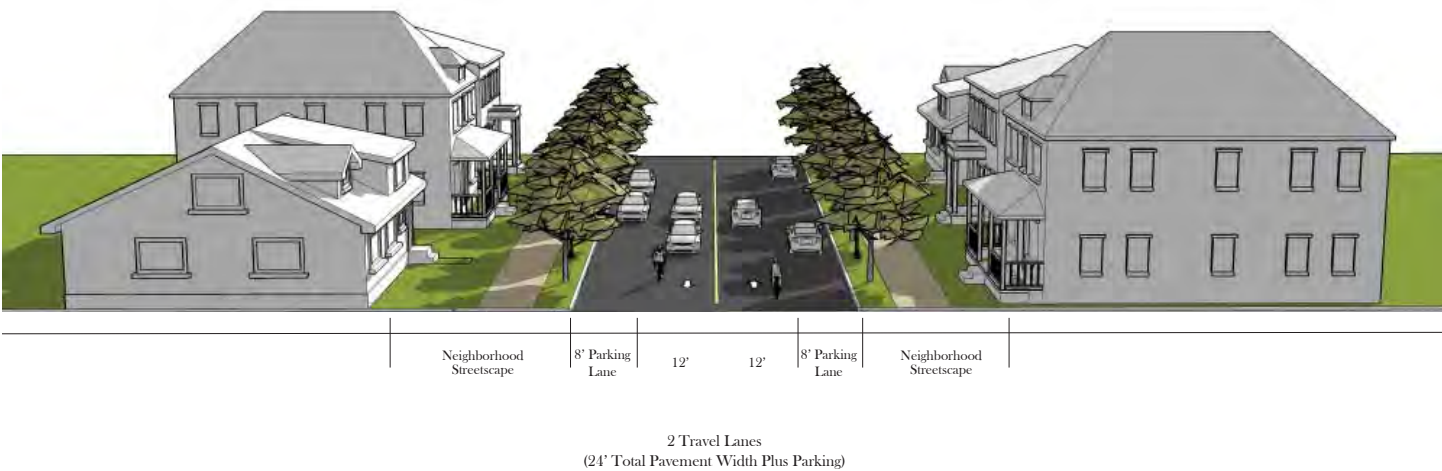 Neighborhood
Streetscape
8’ Parking
Lane
12’
12’
8’ Parking
Lane
Neighborhood
Streetscape
2 Travel Lanes
(24’ Total Pavement Width Plus Parking)